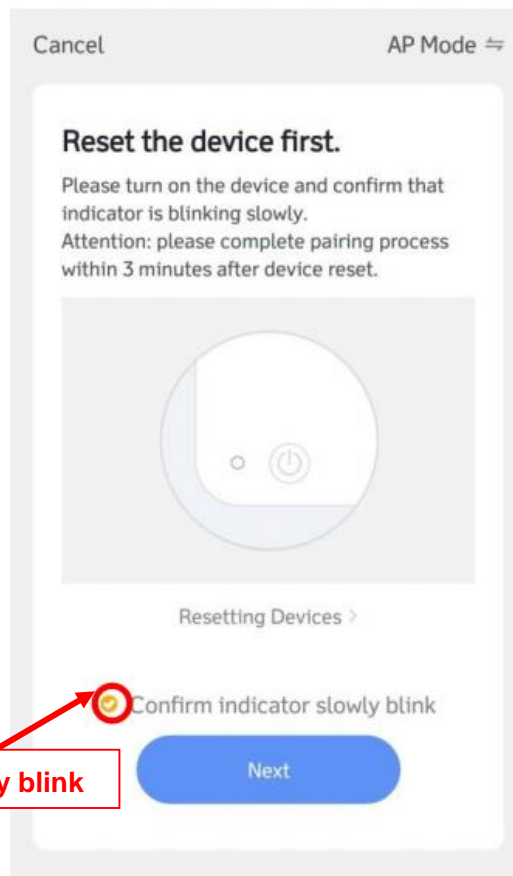 Cancel
AP Mode
Reset the device first.
Please turn on the device and confirm that
indicator is blinking slowly.
Attention: please complete pairing process
within 3 minutes after device reset.
Resetting Devices >
Confirm indicator slowly blink
Next
y blink